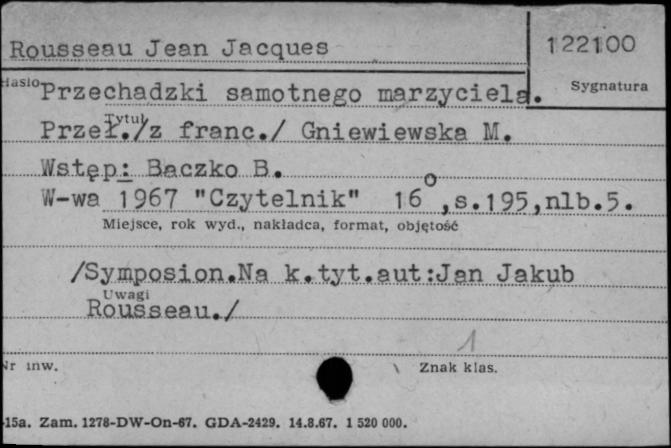 Rousseau Jean Jacques
122100
Hasło
Sygnatura
Przechadzki samotnego marzyciela.
Tytuł
Przeł./z franc./ Gniewiewska M.
Wstęp: Baczko B.
W-wa 1967 "Czytelnik" 16° ,s.195,nlb.5.
Miejsce, rok wyd., nakładca, format, objętość
/Symposion.Na k.tyt.aut:Jan Jakub
Uwagi
Rousseau./
1
Nr inw.
Znak klas.
-15a. Zam. 1278-DW-On-67. GDA-2429. 14.8.67. 1 520 000.